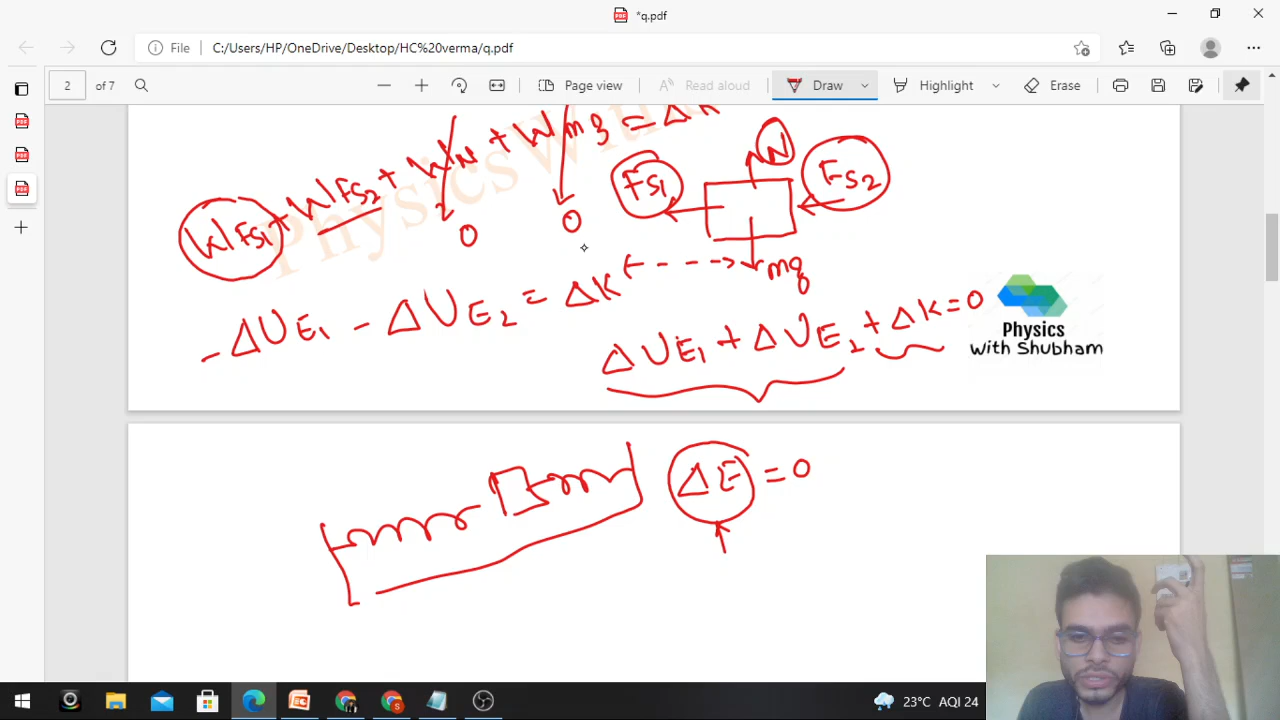 *q.pdf
File C:/Users/HP/OneDrive/Desktop/HC%20verma/q.pdf
2 of 7 Page view Read aloud Draw Highlight Erase
WFS1 + WFS2 + WN + Wmg = ΔK
0 0
N
FS1 FS2
mg
-ΔUE1 - ΔUE2 = ΔK
ΔUE1 + ΔUE2 + ΔK = 0
Physics
With Shubham
ΔE = 0
23°C AQI 24